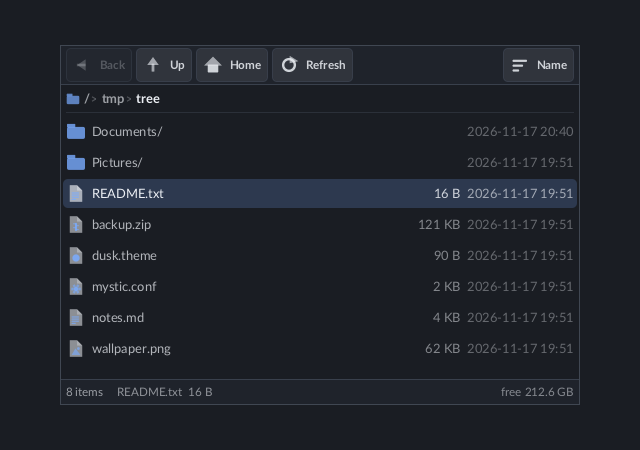 Back Up Home Refresh Name
/ > tmp > tree
Documents/ 2026-11-17 20:40
Pictures/ 2026-11-17 19:51
README.txt 16 B 2026-11-17 19:51
backup.zip 121 KB 2026-11-17 19:51
dusk.theme 90 B 2026-11-17 19:51
mystic.conf 2 KB 2026-11-17 19:51
notes.md 4 KB 2026-11-17 19:51
wallpaper.png 62 KB 2026-11-17 19:51
8 items README.txt 16 B free 212.6 GB